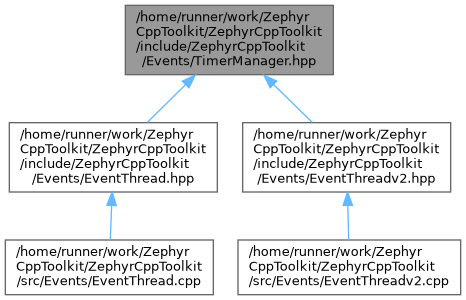 /home/runner/work/Zephyr
CppToolkit/ZephyrCppToolkit
/include/ZephyrCppToolkit
/Events/TimerManager.hpp
/home/runner/work/Zephyr
CppToolkit/ZephyrCppToolkit
/include/ZephyrCppToolkit
/Events/EventThread.hpp
/home/runner/work/Zephyr
CppToolkit/ZephyrCppToolkit
/include/ZephyrCppToolkit
/Events/EventThreadv2.hpp
/home/runner/work/Zephyr
CppToolkit/ZephyrCppToolkit
/src/Events/EventThread.cpp
/home/runner/work/Zephyr
CppToolkit/ZephyrCppToolkit
/src/Events/EventThreadv2.cpp